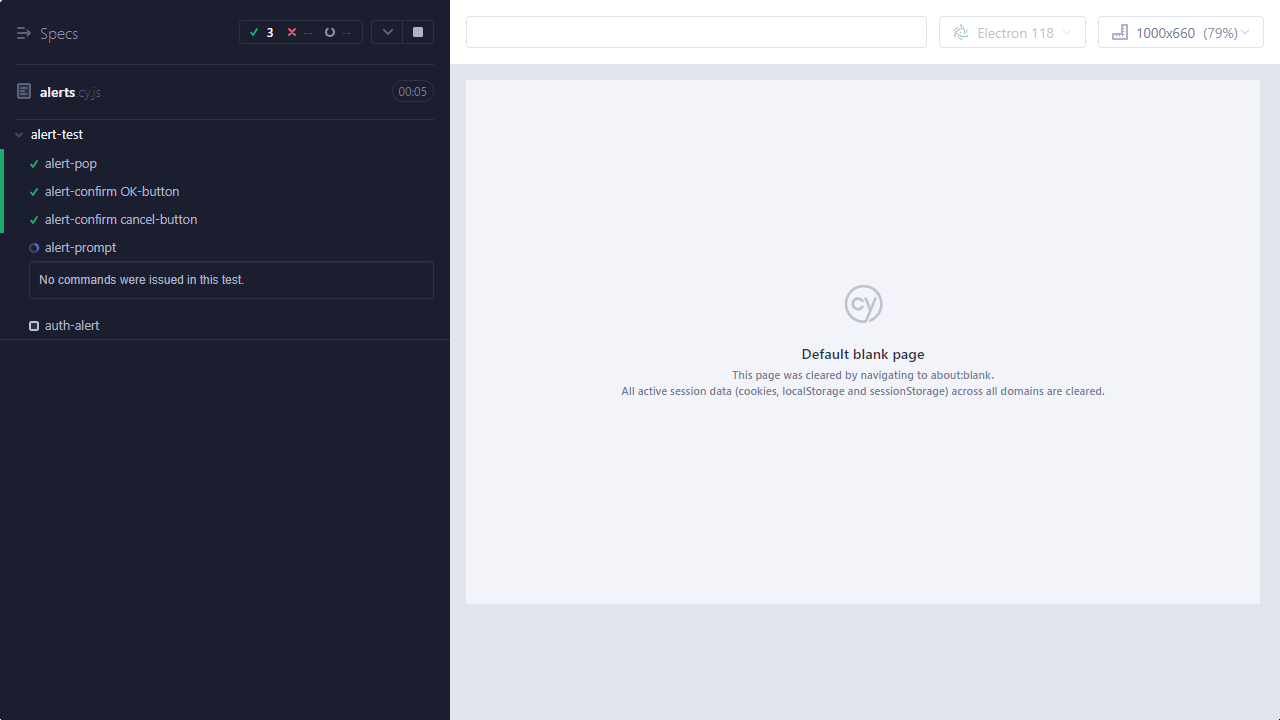 Specs
3 -- --
alerts.cy.js
00:05
alert-test
alert-pop
alert-confirm OK-button
alert-confirm cancel-button
alert-prompt
No commands were issued in this test.
auth-alert
Electron 118
1000x660 (79%)
cy
Default blank page
This page was cleared by navigating to about:blank.
All active session data (cookies, localStorage and sessionStorage) across all domains are cleared.